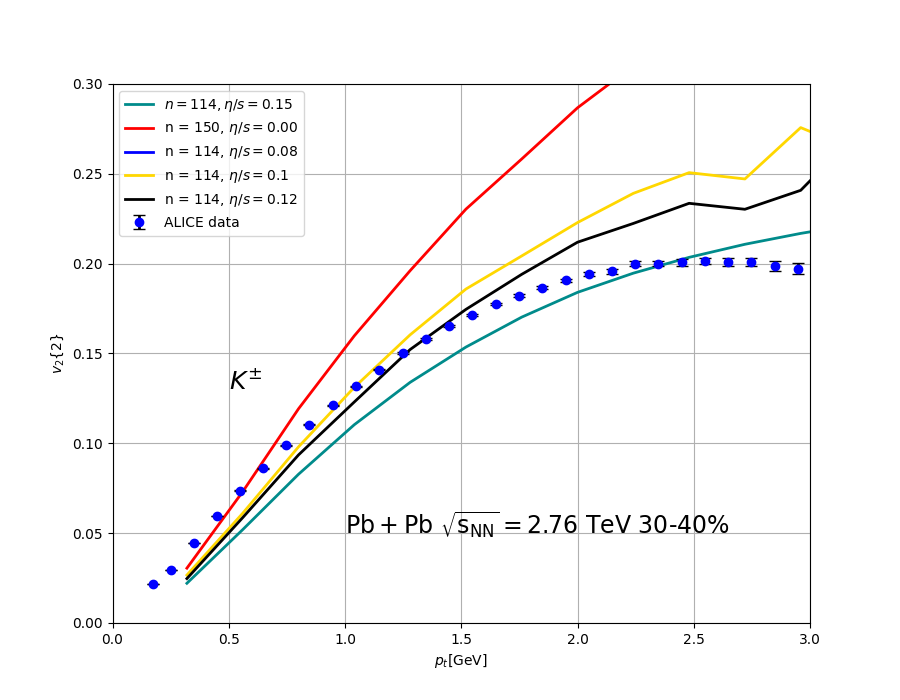 n = 114, η/s = 0.15
n = 150, η/s = 0.00
n = 114, η/s = 0.08
n = 114, η/s = 0.1
n = 114, η/s = 0.12
ALICE data
0.30
0.25
0.20
0.15
0.10
0.05
0.00
v₂{2}
K±
Pb + Pb √sNN = 2.76 TeV 30-40%
0.0 0.5 1.0 1.5 2.0 2.5 3.0
pt[GeV]